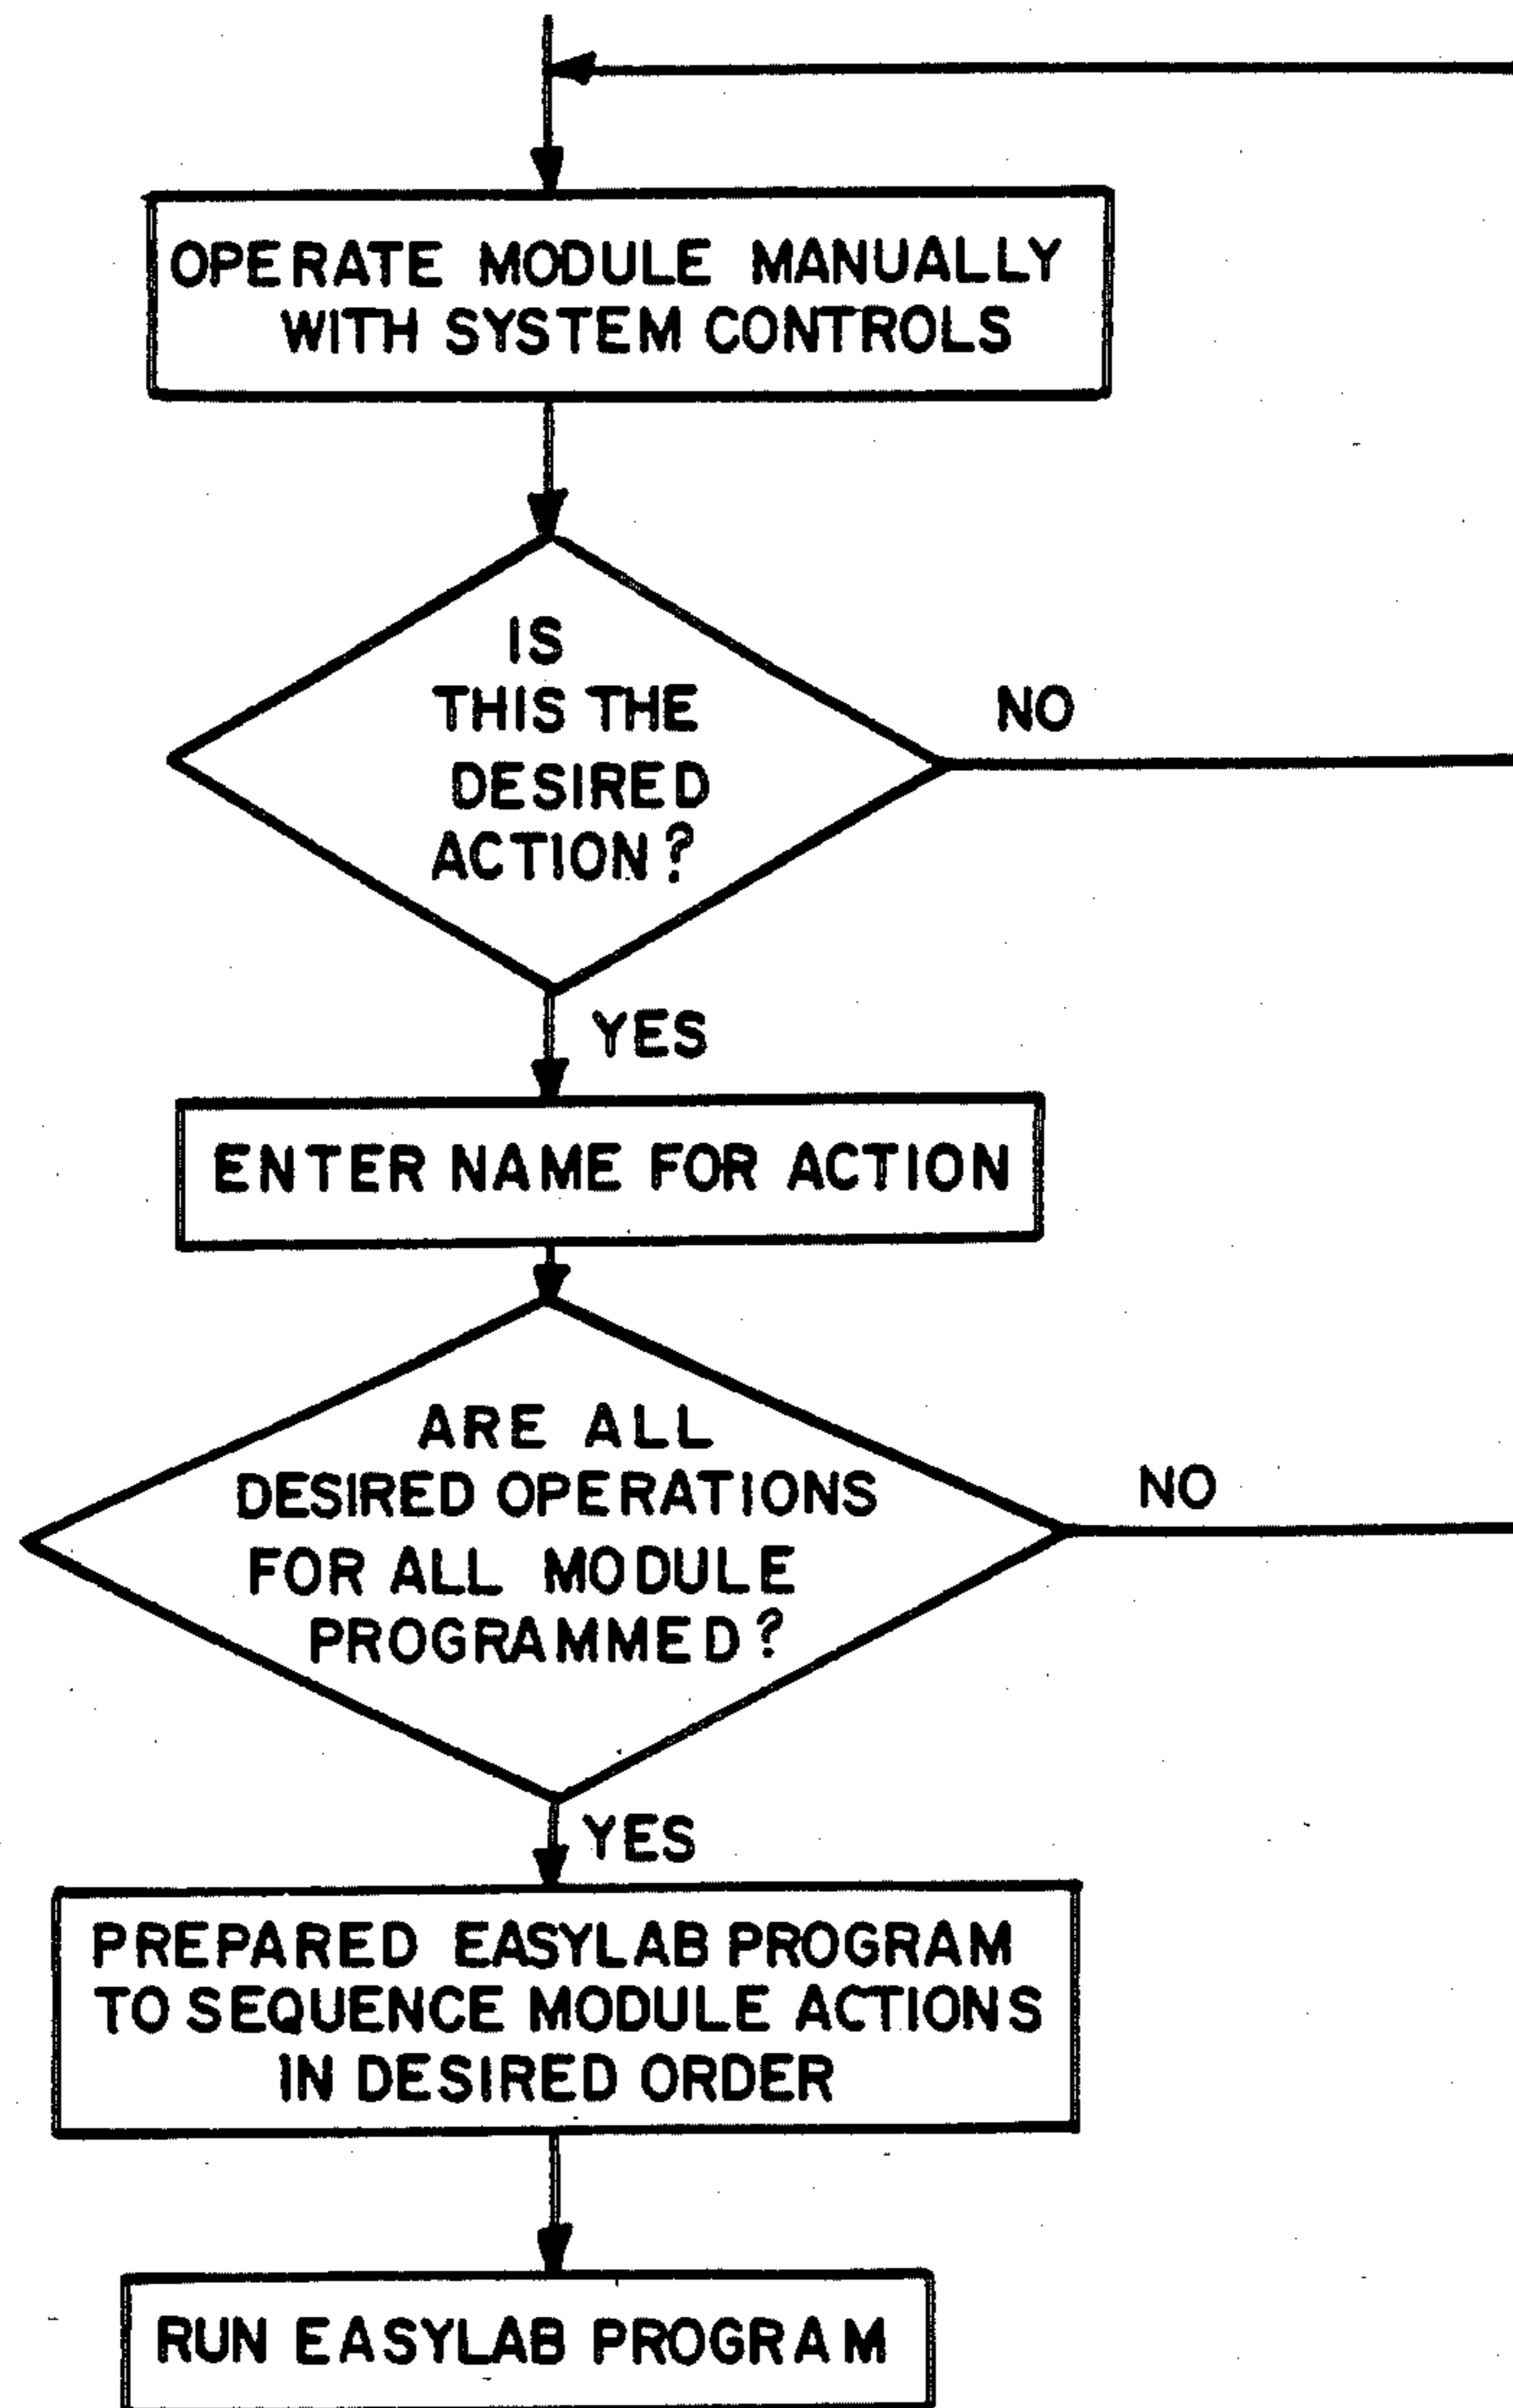 OPERATE MODULE MANUALLY
WITH SYSTEM CONTROLS
IS
THIS THE
DESIRED
ACTION?
NO
YES
ENTER NAME FOR ACTION
ARE ALL
DESIRED OPERATIONS
FOR ALL MODULE
PROGRAMMED?
NO
YES
PREPARED EASYLAB PROGRAM
TO SEQUENCE MODULE ACTIONS
IN DESIRED ORDER
RUN EASYLAB PROGRAM